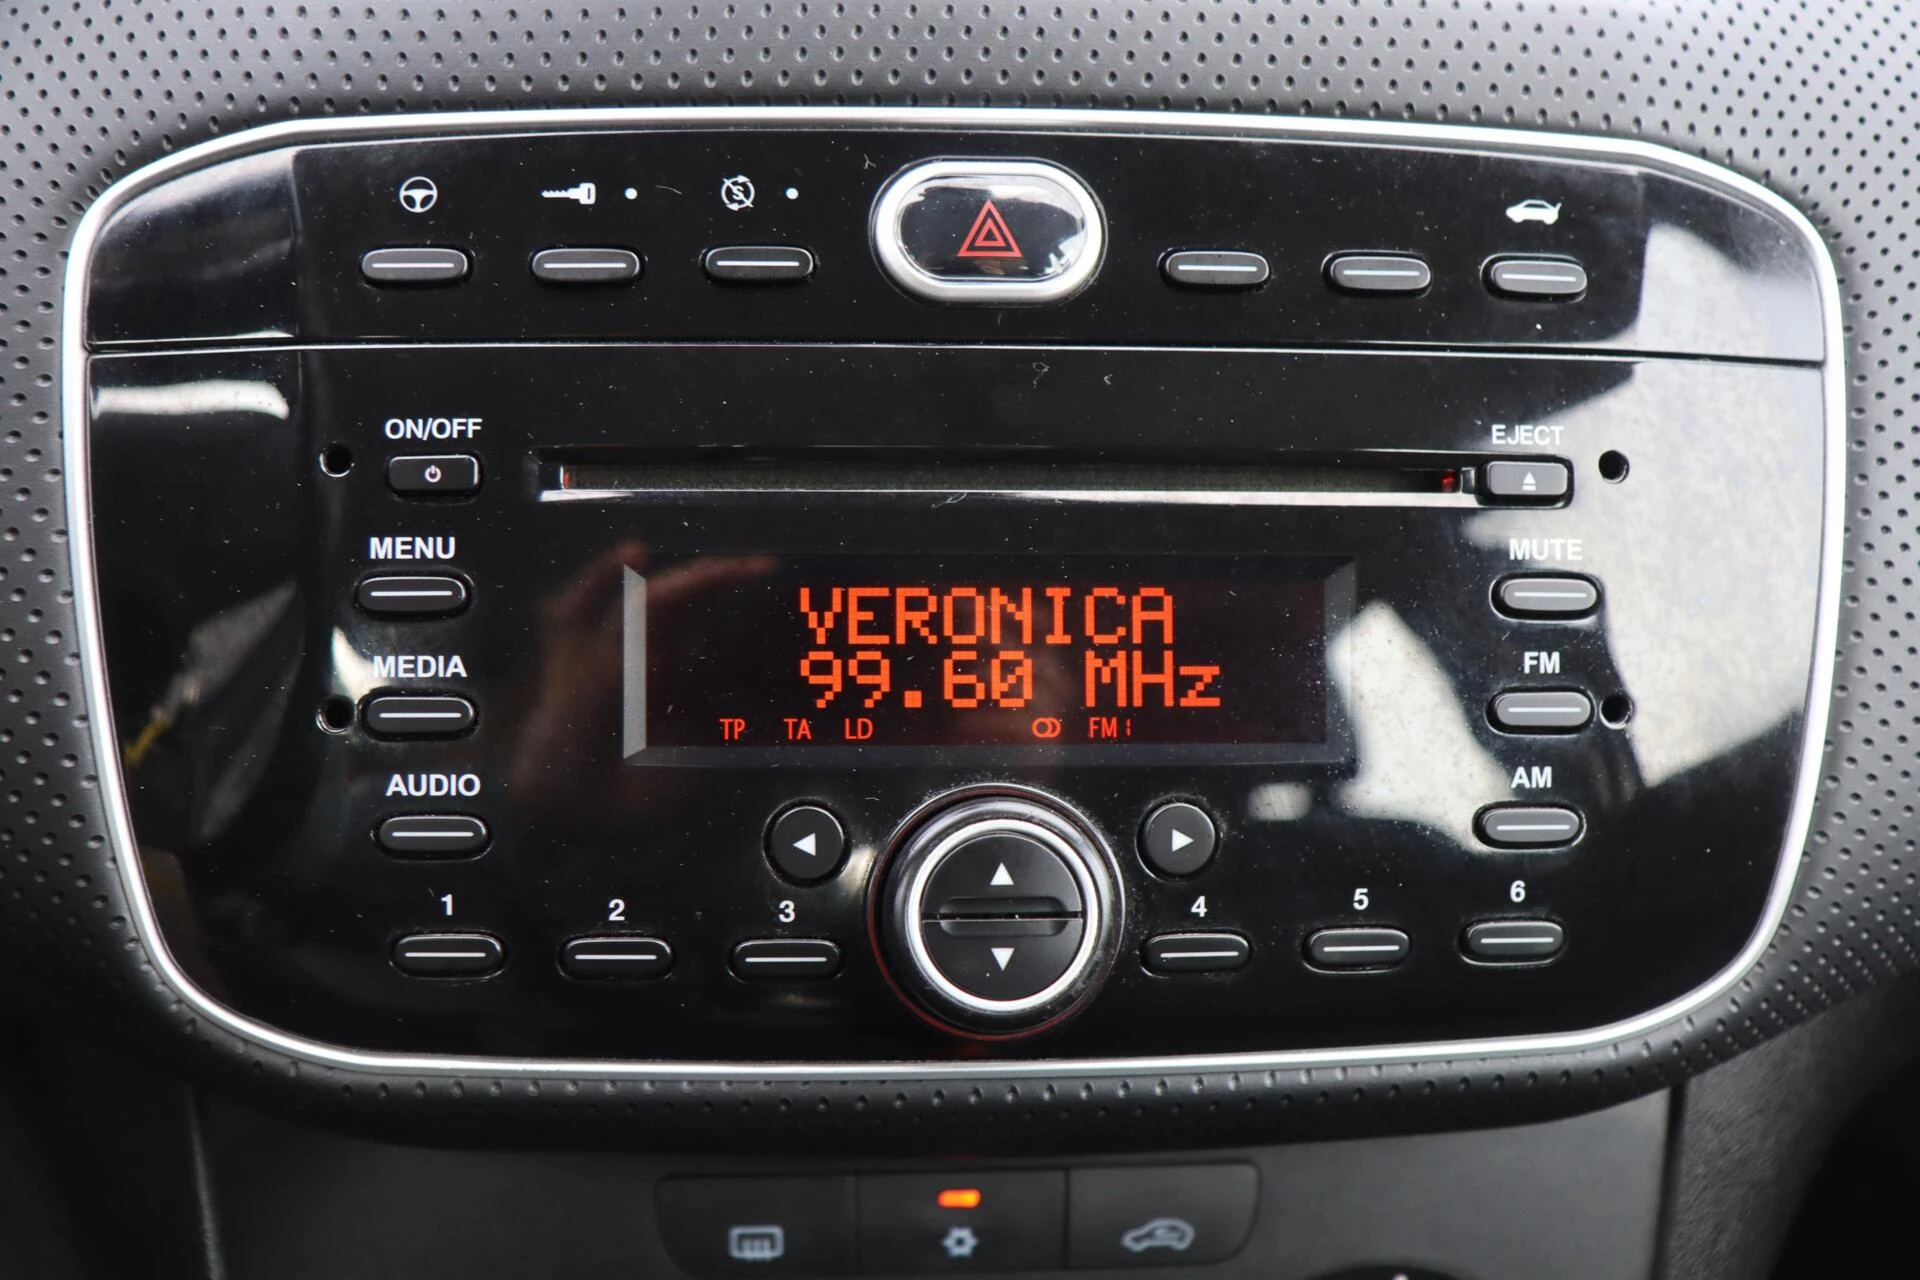 ON/OFF
EJECT
MENU
MUTE
VERONICA
99.60 MHz
MEDIA
FM
TP TA LD FM1
AUDIO
AM
1 2 3 4 5 6